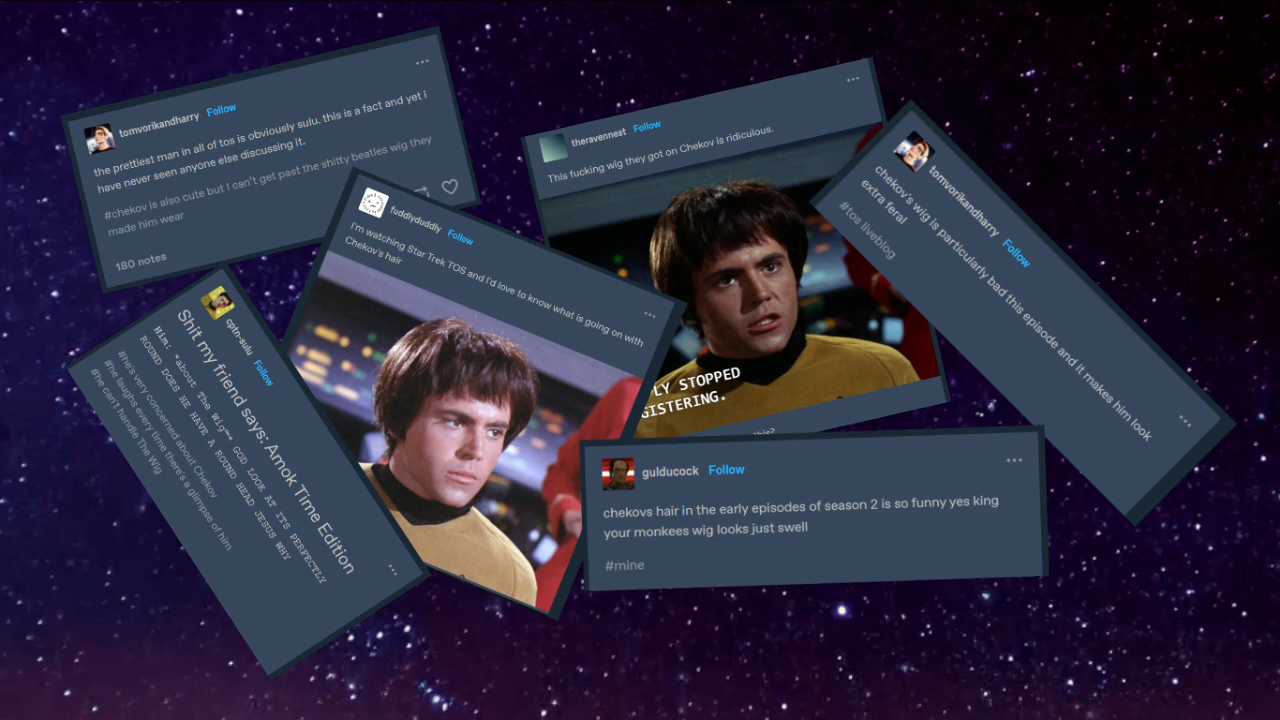 tomvorikandharry Follow
the prettiest man in all of tos is obviously sulu. this is a fact and yet i
have never seen anyone else discussing it.
#chekov is also cute but I can't get past the shitty beatles wig they
made him wear
180 notes
theravennest Follow
This fucking wig they got on Chekov is ridiculous.
LY STOPPED
GISTERING.
this?
tomvorikandharry Follow
chekov's wig is particularly bad this episode and it makes him look
extra feral
#tos liveblog
fuddlyduddly Follow
I'm watching Star Trek TOS and I'd love to know what is going on with
Chekov's hair
cptn-sulu Follow
Shit my friend says: Amok Time Edition
Him: *about The Wig™* GOD LOOK AT ITS PERFECTLY
ROUND DOES HE HAVE A ROUND HEAD JESUS WHY
#he's very concerned about Chekov
#he laughs every time there's a glimpse of him
#he can't handle The Wig
gulducock Follow
chekovs hair in the early episodes of season 2 is so funny yes king
your monkees wig looks just swell
#mine